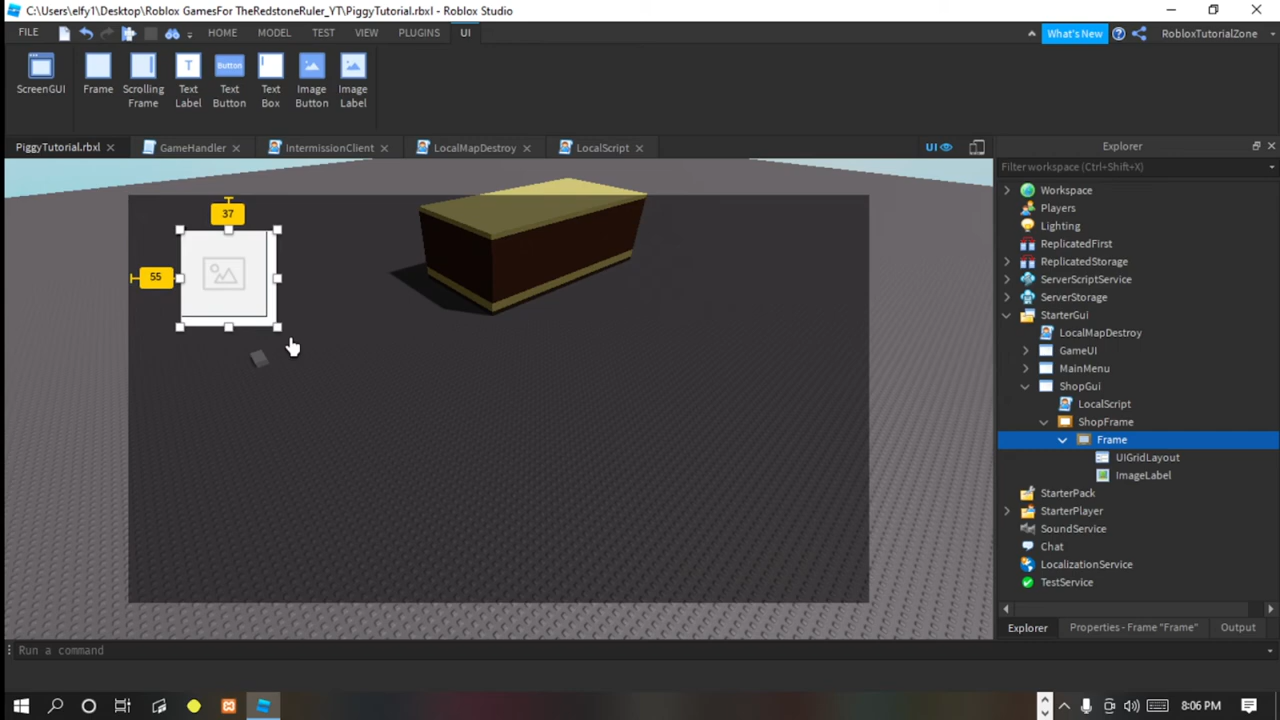 C:\Users\elfy1\Desktop\Roblox GamesFor TheRedstoneRuler_YT\PiggyTutorial.rbxl - Roblox Studio
FILE HOME MODEL TEST VIEW PLUGINS UI What's New RobloxTutorialZone
ScreenGUI Frame Scrolling Frame Text Label Text Button Text Box Image Button Image Label
T Button
PiggyTutorial.rbxl GameHandler IntermissionClient LocalMapDestroy LocalScript UI
Explorer
Filter workspace (Ctrl+Shift+X)
Workspace
Players
Lighting
ReplicatedFirst
ReplicatedStorage
ServerScriptService
ServerStorage
StarterGui
LocalMapDestroy
GameUI
MainMenu
ShopGui
LocalScript
ShopFrame
Frame
UIGridLayout
ImageLabel
StarterPack
StarterPlayer
SoundService
Chat
LocalizationService
TestService
37
55
Explorer Properties - Frame "Frame" Output
Run a command
8:06 PM